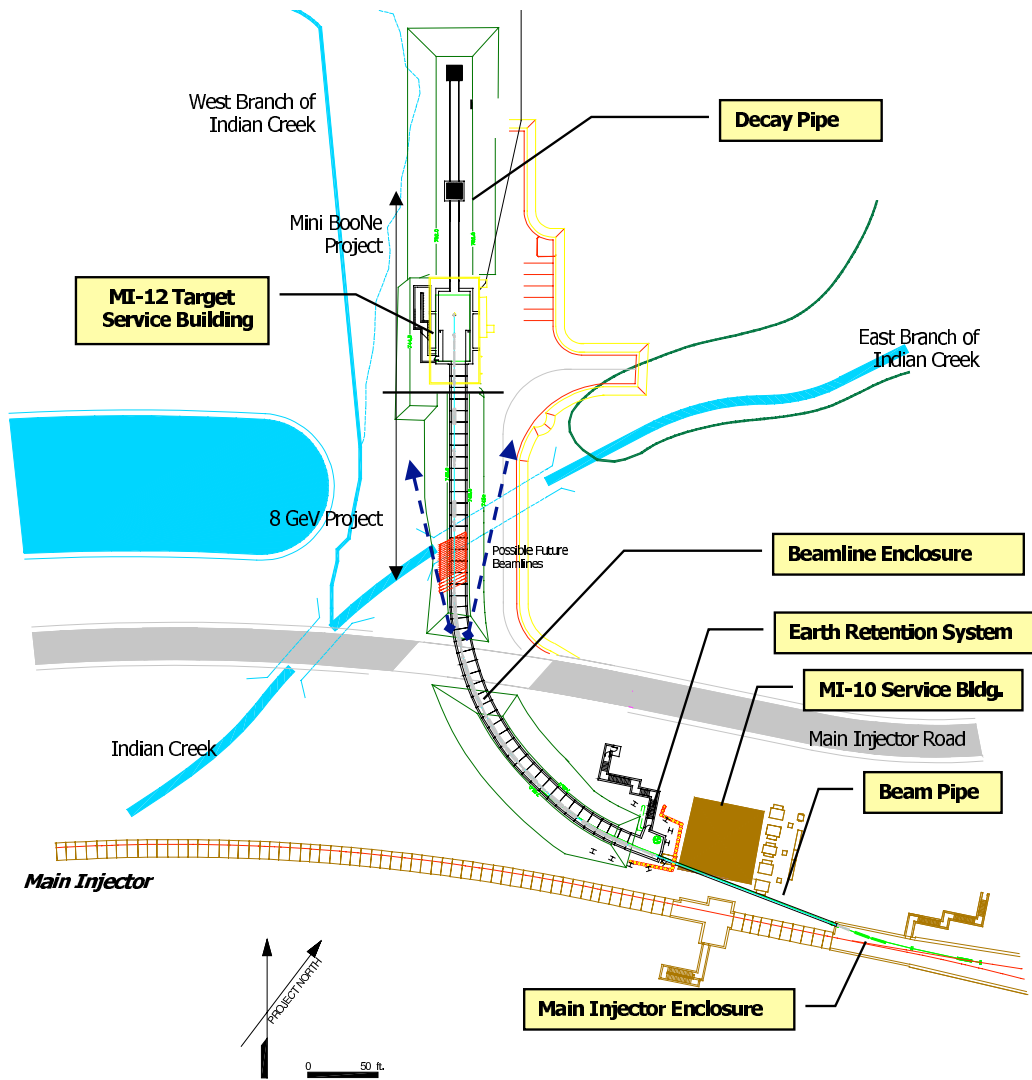 West Branch of
Indian Creek
Decay Pipe
Mini BooNe
Project
MI-12 Target
Service Building
East Branch of
Indian Creek
8 GeV Project
Possible Future
Beamlines
Beamline Enclosure
Earth Retention System
MI-10 Service Bldg.
Main Injector Road
Indian Creek
Beam Pipe
Main Injector
Main Injector Enclosure
PROJECT NORTH
0 50 ft.